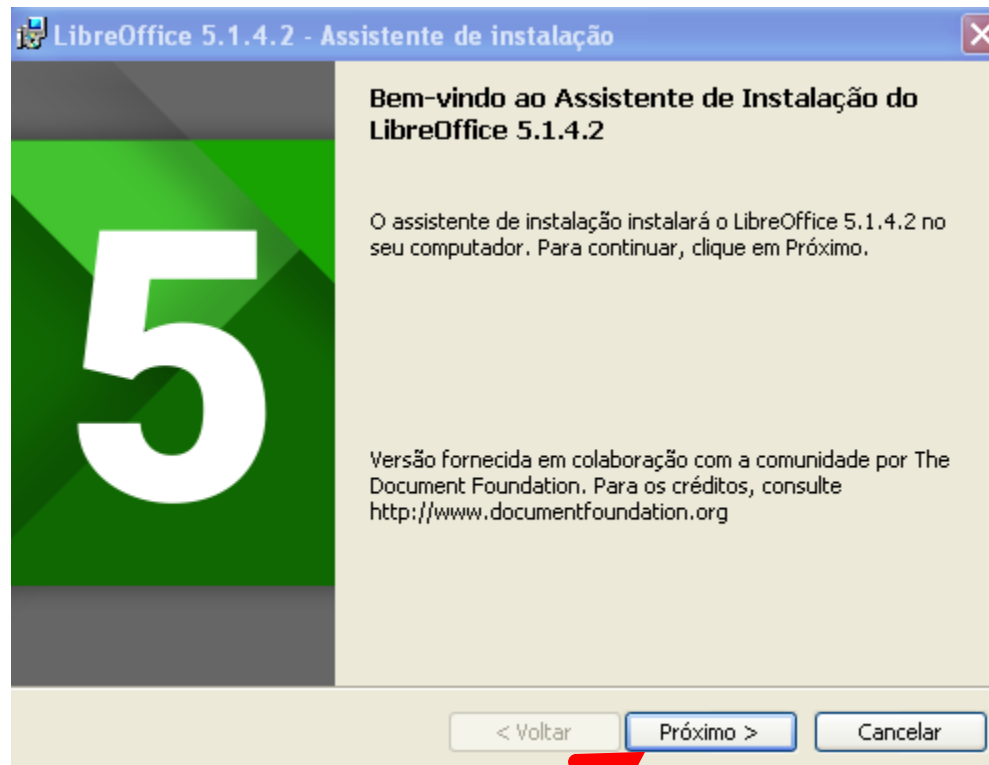 LibreOffice 5.1.4.2 - Assistente de instalação
Bem-vindo ao Assistente de Instalação do
LibreOffice 5.1.4.2
O assistente de instalação instalará o LibreOffice 5.1.4.2 no
seu computador. Para continuar, clique em Próximo.
5
Versão fornecida em colaboração com a comunidade por The
Document Foundation. Para os créditos, consulte
http://www.documentfoundation.org
< Voltar
Próximo >
Cancelar